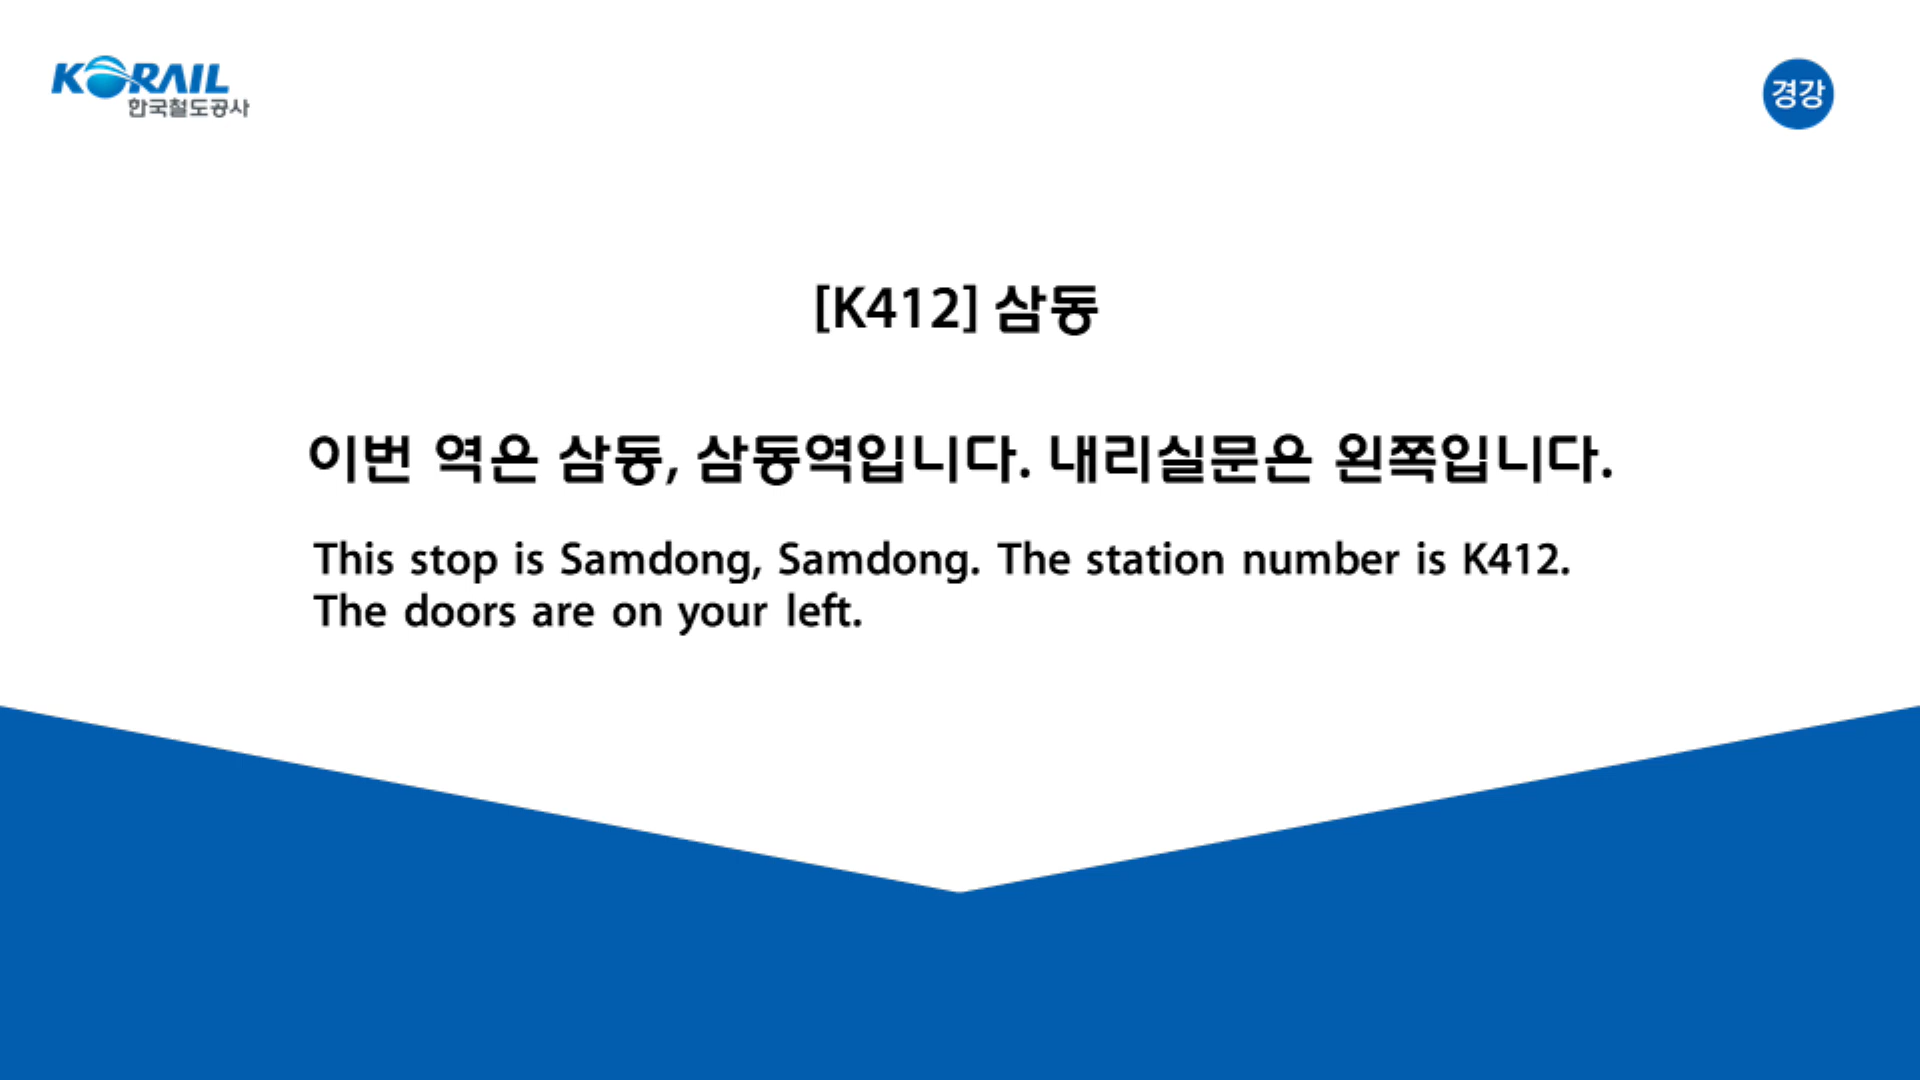 KORAIL
한국철도공사
경강
[K412] 삼동
이번 역은 삼동, 삼동역입니다. 내리실문은 왼쪽입니다.
This stop is Samdong, Samdong. The station number is K412.
The doors are on your left.